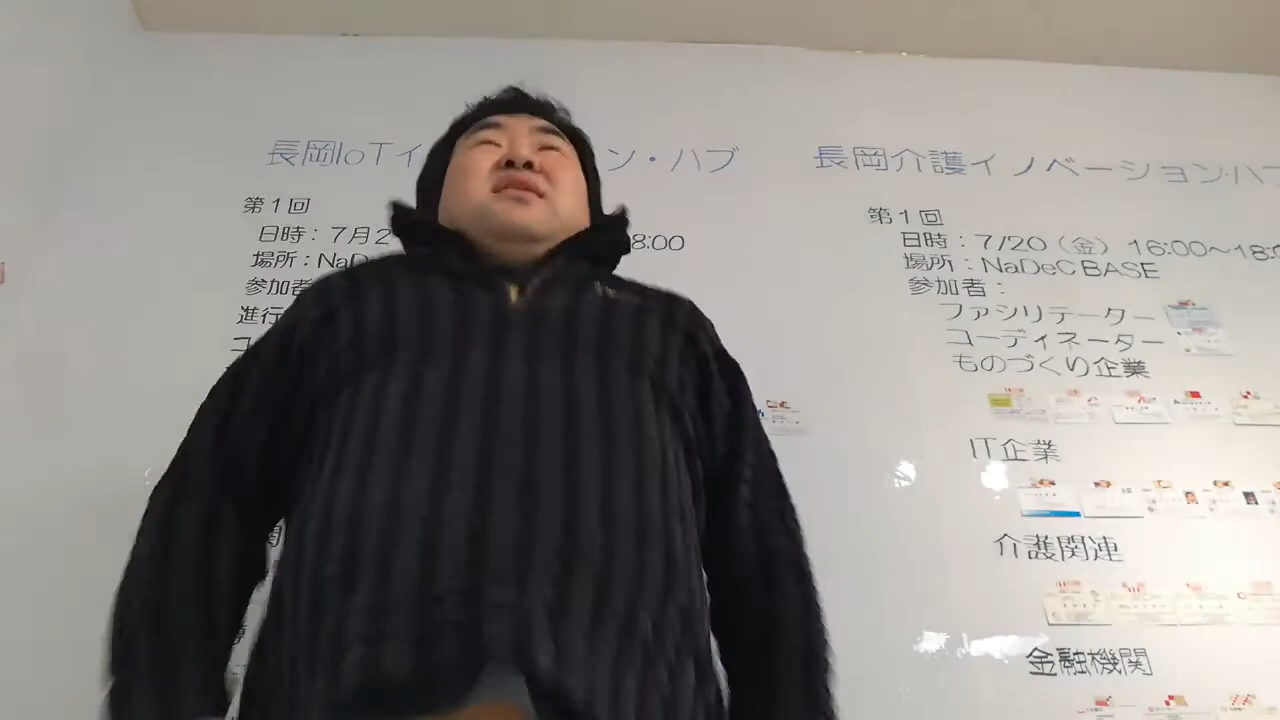 長岡IoTイ ン・ハブ
第1回
日時：7月2 8:00
場所：NaD
参加者
進行
コ
関
長岡介護イノベーション・ハブ
第1回
日時：7/20（金）16:00～18:0
場所：NaDeC BASE
参加者：
ファシリテーター
コーディネーター
ものづくり企業
IT企業
介護関連
金融機関